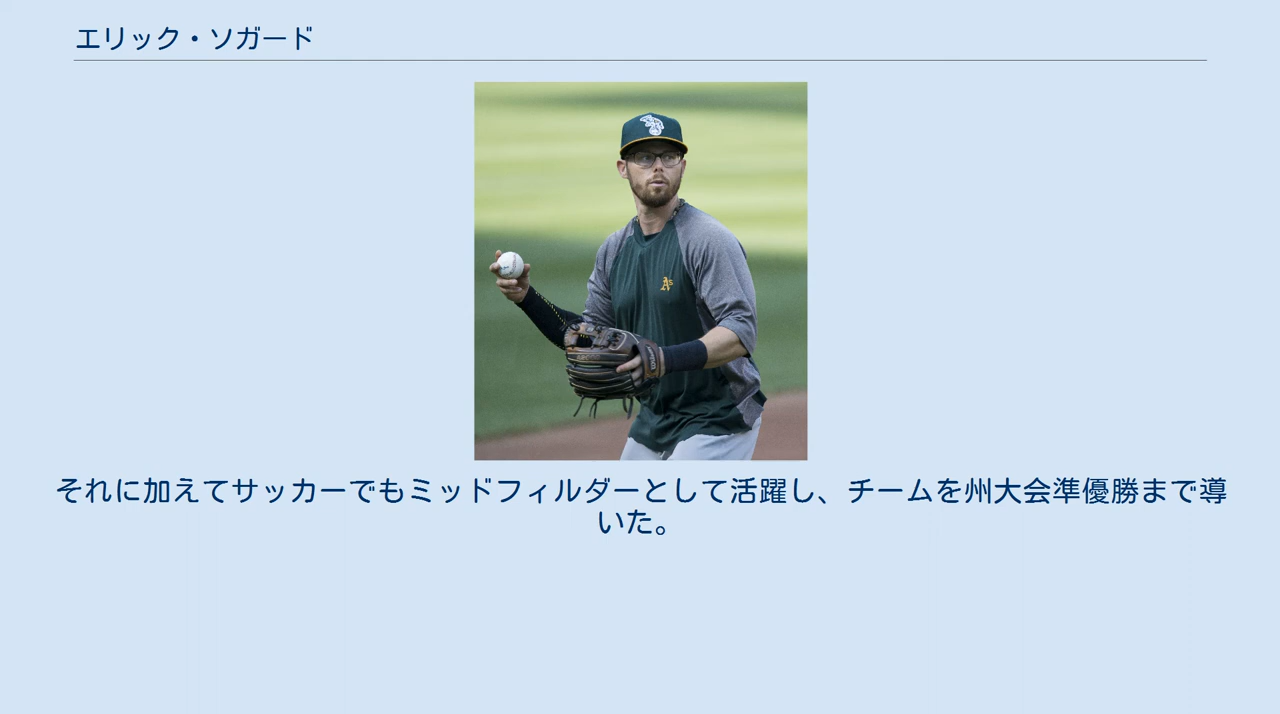 エリック・ソガード
A's
それに加えてサッカーでもミッドフィルダーとして活躍し、チームを州大会準優勝まで導
いた。